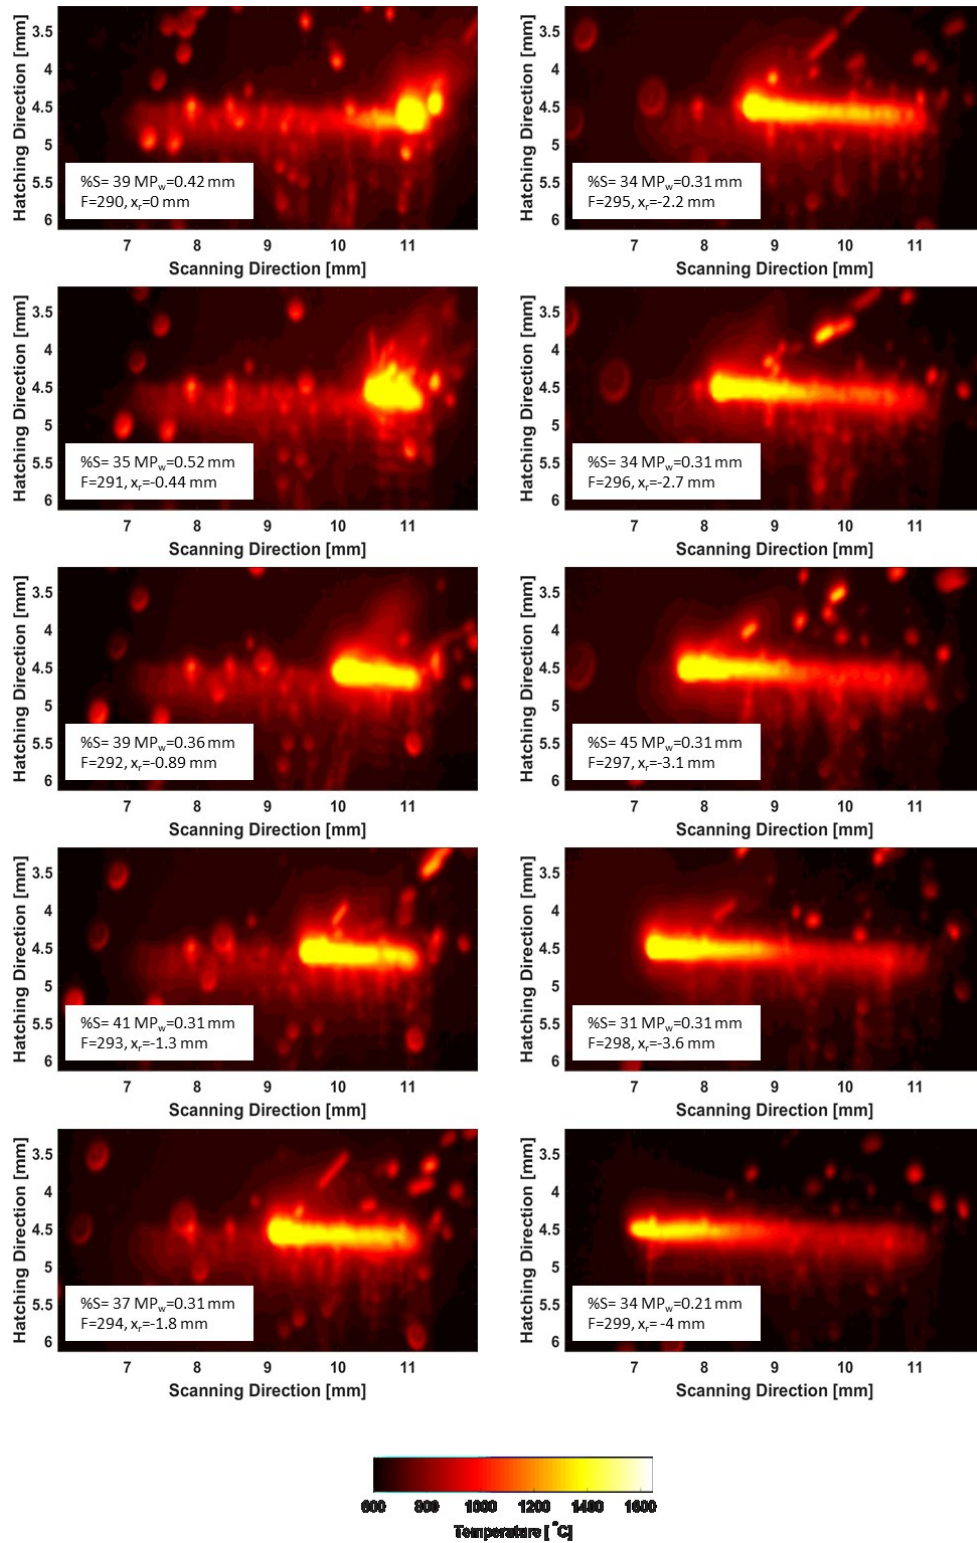 Hatching Direction [mm]
3.5
4
4.5
5
5.5
6
%S= 39 MPw=0.42 mm
F=290, xr=0 mm
7 8 9 10 11
Scanning Direction [mm]
Hatching Direction [mm]
3.5
4
4.5
5
5.5
6
%S= 34 MPw=0.31 mm
F=295, xr=-2.2 mm
7 8 9 10 11
Scanning Direction [mm]
Hatching Direction [mm]
3.5
4
4.5
5
5.5
6
%S= 35 MPw=0.52 mm
F=291, xr=-0.44 mm
7 8 9 10 11
Scanning Direction [mm]
Hatching Direction [mm]
3.5
4
4.5
5
5.5
6
%S= 34 MPw=0.31 mm
F=296, xr=-2.7 mm
7 8 9 10 11
Scanning Direction [mm]
Hatching Direction [mm]
3.5
4
4.5
5
5.5
6
%S= 39 MPw=0.36 mm
F=292, xr=-0.89 mm
7 8 9 10 11
Scanning Direction [mm]
Hatching Direction [mm]
3.5
4
4.5
5
5.5
6
%S= 45 MPw=0.31 mm
F=297, xr=-3.1 mm
7 8 9 10 11
Scanning Direction [mm]
Hatching Direction [mm]
3.5
4
4.5
5
5.5
6
%S= 41 MPw=0.31 mm
F=293, xr=-1.3 mm
7 8 9 10 11
Scanning Direction [mm]
Hatching Direction [mm]
3.5
4
4.5
5
5.5
6
%S= 31 MPw=0.31 mm
F=298, xr=-3.6 mm
7 8 9 10 11
Scanning Direction [mm]
Hatching Direction [mm]
3.5
4
4.5
5
5.5
6
%S= 37 MPw=0.31 mm
F=294, xr=-1.8 mm
7 8 9 10 11
Scanning Direction [mm]
Hatching Direction [mm]
3.5
4
4.5
5
5.5
6
%S= 34 MPw=0.21 mm
F=299, xr= -4 mm
7 8 9 10 11
Scanning Direction [mm]
600 800 1000 1200 1400 1600
Temperature [ °C]